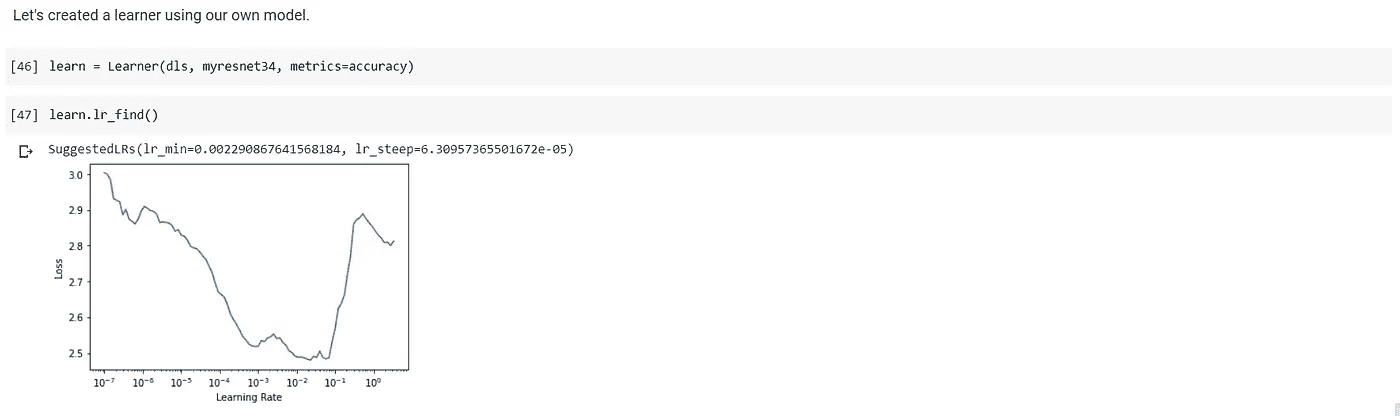 Let's created a learner using our own model.
[46] learn = Learner(dls, myresnet34, metrics=accuracy)
[47] learn.lr_find()
SuggestedLRs(lr_min=0.002290867641568184, lr_steep=6.30957365501672e-05)
3.0
2.9
2.8
2.7
2.6
2.5
Loss
10⁻⁷ 10⁻⁶ 10⁻⁵ 10⁻⁴ 10⁻³ 10⁻² 10⁻¹ 10⁰
Learning Rate